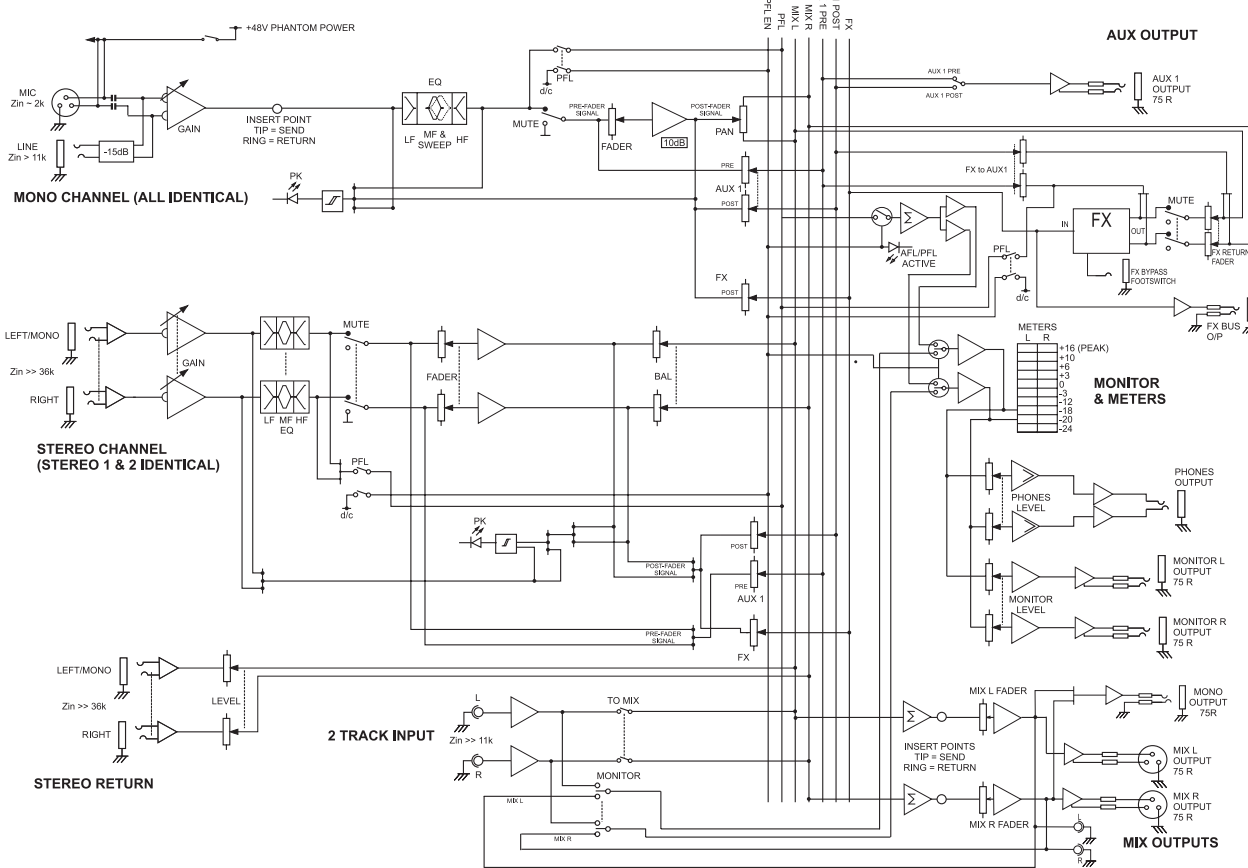 PFL EN
PFL
MIX L
MIX R
1 PRE
POST
FX
+48V PHANTOM POWER
AUX OUTPUT
MIC
Zin ~ 2k
GAIN
INSERT POINT
TIP = SEND
RING = RETURN
EQ
LF
MF &
SWEEP
HF
d/c
PFL
MUTE
PRE-FADER
SIGNAL
FADER
10dB
POST-FADER
SIGNAL
PAN
AUX 1 PRE
AUX 1 POST
AUX 1
OUTPUT
75 R
LINE
Zin > 11k
-15dB
MONO CHANNEL (ALL IDENTICAL)
PK
PRE
AUX 1
POST
FX to AUX1
FX
IN
OUT
MUTE
FX RETURN
FADER
AFL/PFL
ACTIVE
PFL
d/c
FX BYPASS
FOOTSWITCH
FX
POST
FX BUS
O/P
LEFT/MONO
Zin >> 36k
RIGHT
GAIN
LF MF HF
EQ
MUTE
FADER
BAL
METERS
L R
+16 (PEAK)
+10
+6
+3
0
-3
-12
-18
-20
-24
MONITOR
& METERS
STEREO CHANNEL
(STEREO 1 & 2 IDENTICAL)
PFL
d/c
PK
POST-FADER
SIGNAL
POST
PRE
AUX 1
PRE-FADER
SIGNAL
FX
PHONES
LEVEL
PHONES
OUTPUT
MONITOR L
OUTPUT
75 R
MONITOR
LEVEL
MONITOR R
OUTPUT
75 R
LEFT/MONO
Zin >> 36k
RIGHT
LEVEL
STEREO RETURN
2 TRACK INPUT
L
Zin >> 11k
R
TO MIX
MONITOR
MIX L
MIX R
Σ
INSERT POINTS
TIP = SEND
RING = RETURN
Σ
MIX L FADER
MIX R FADER
MONO
OUTPUT
75R
MIX L
OUTPUT
75 R
MIX R
OUTPUT
75 R
L
R
MIX OUTPUTS
Σ